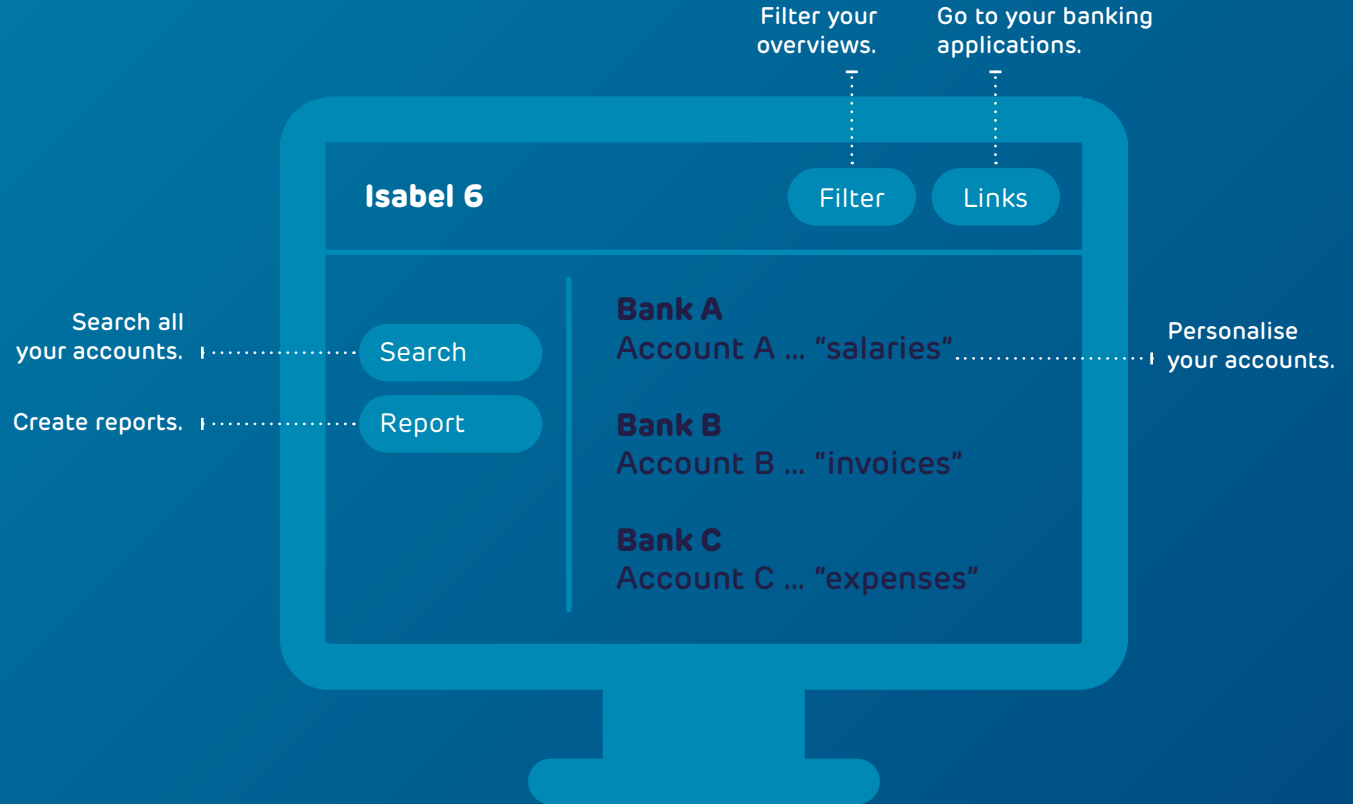 Filter your
overviews.
Go to your banking
applications.
Isabel 6
Filter
Links
Search all
your accounts.
Search
Create reports.
Report
Bank A
Account A ... “salaries”
Personalise
your accounts.
Bank B
Account B ... “invoices”
Bank C
Account C ... “expenses”